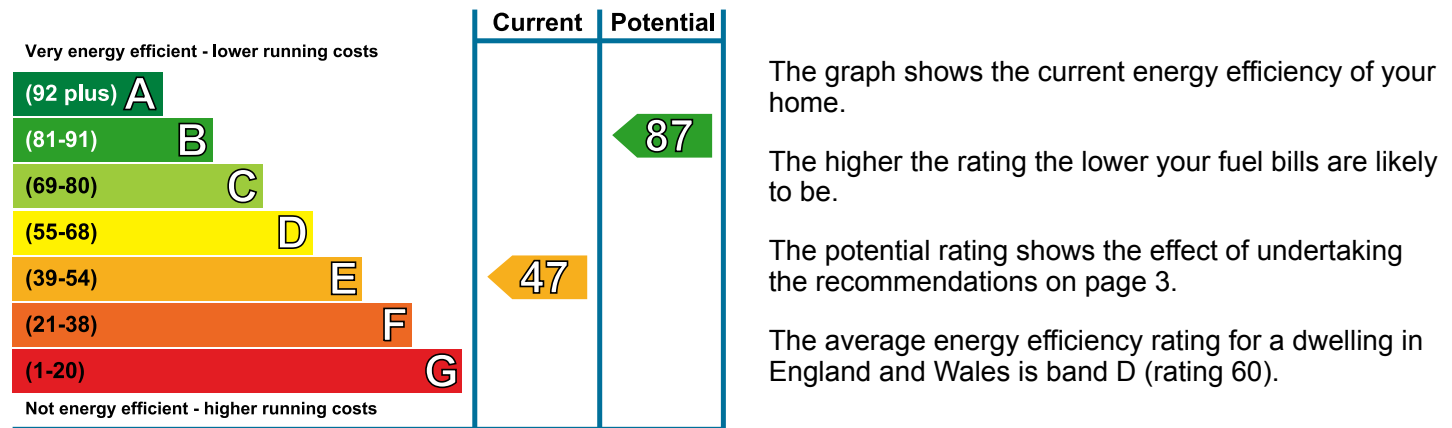 Current Potential
Very energy efficient - lower running costs
(92 plus) A
(81-91) B
87
(69-80) C
(55-68) D
(39-54) E
47
(21-38) F
(1-20) G
Not energy efficient - higher running costs
The graph shows the current energy efficiency of your
home.
The higher the rating the lower your fuel bills are likely
to be.
The potential rating shows the effect of undertaking
the recommendations on page 3.
The average energy efficiency rating for a dwelling in
England and Wales is band D (rating 60).